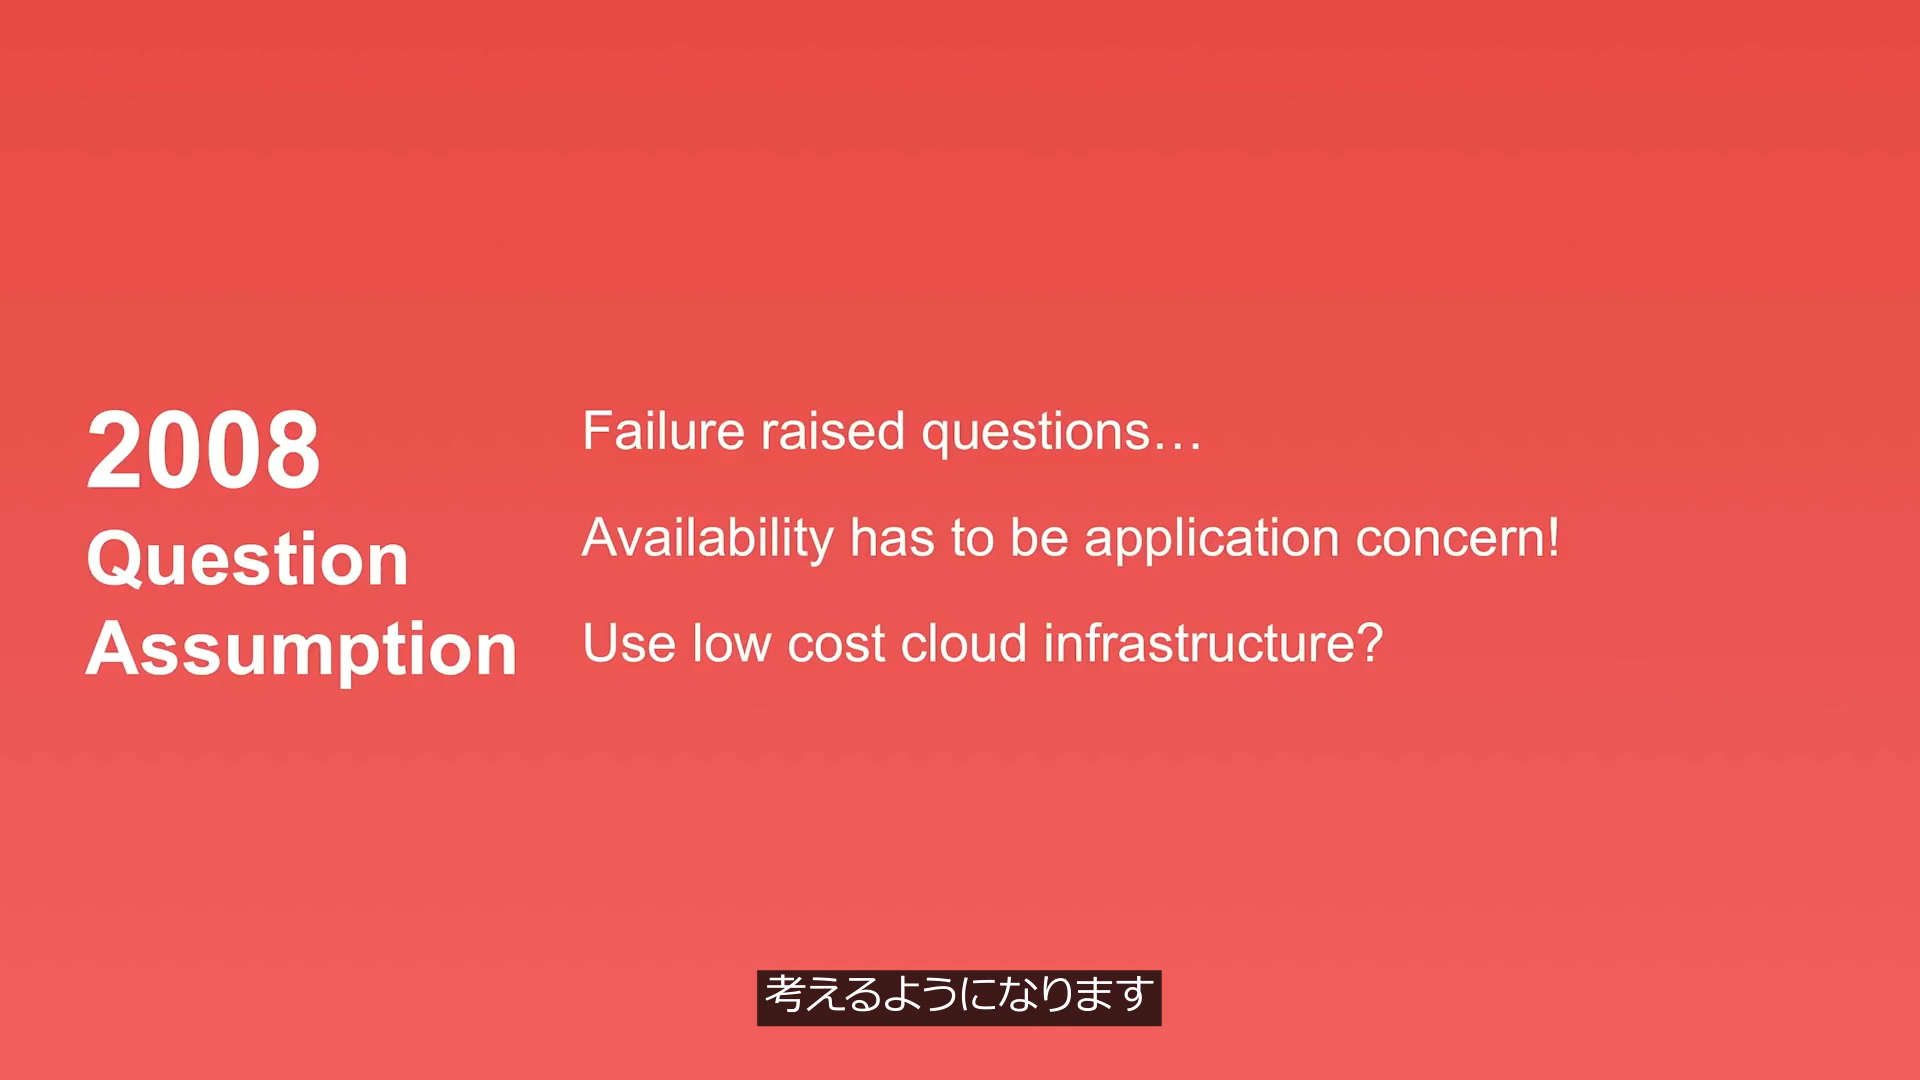 2008
Question
Assumption
Failure raised questions…
Availability has to be application concern!
Use low cost cloud infrastructure?
考えるようになります